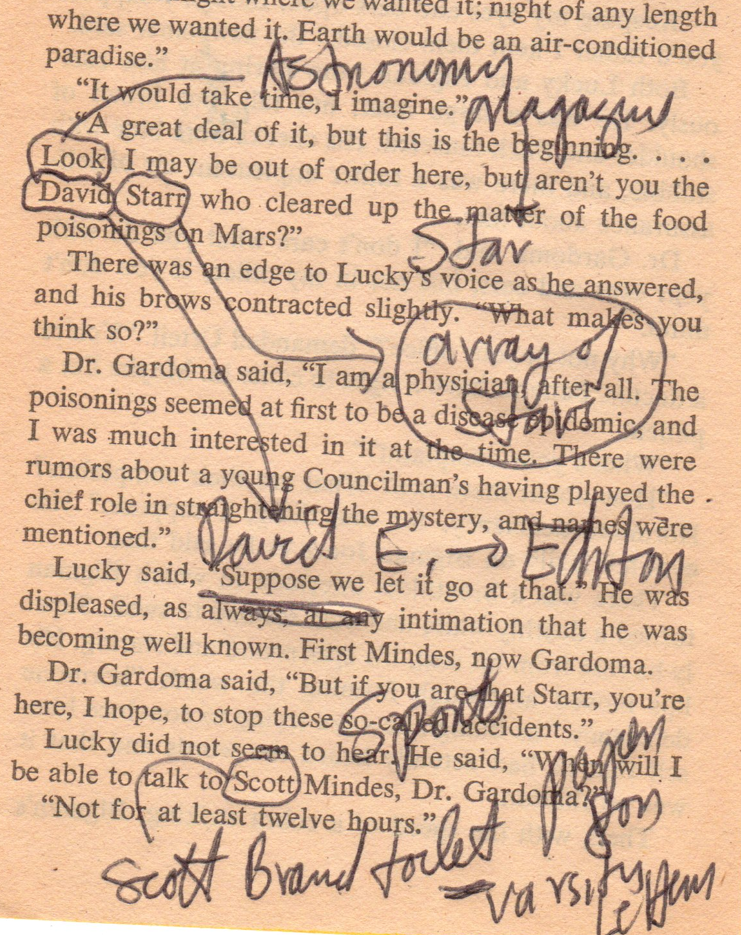 where we wanted it; night of any length
where we wanted it. Earth would be an air-conditioned
paradise.”
Astronomy
“It would take time, I imagine.”
magazine
“A great deal of it, but this is the beginning. . . .
Look, I may be out of order here, but aren't you the
David Starr who cleared up the matter of the food
poisonings on Mars?”
Star
There was an edge to Lucky's voice as he answered,
and his brows contracted slightly. “What makes you
think so?”
array of
Stars
Dr. Gardoma said, “I am a physician, after all. The
poisonings seemed at first to be a disease epidemic, and
I was much interested in it at the time. There were
rumors about a young Councilman's having played the
chief role in straightening the mystery, and names were
mentioned.”
David E. → Editor
Lucky said, “Suppose we let it go at that.” He was
displeased, as always, at any intimation that he was
becoming well known. First Mindes, now Gardoma.
Dr. Gardoma said, “But if you are that Starr, you're
here, I hope, to stop these so-called accidents.”
Sports
Lucky did not seem to hear. He said, “When will I
be able to talk to Scott Mindes, Dr. Gardoma?”
“Not for at least twelve hours.”
Scott Brand toilet
paper
for
varsity
letters